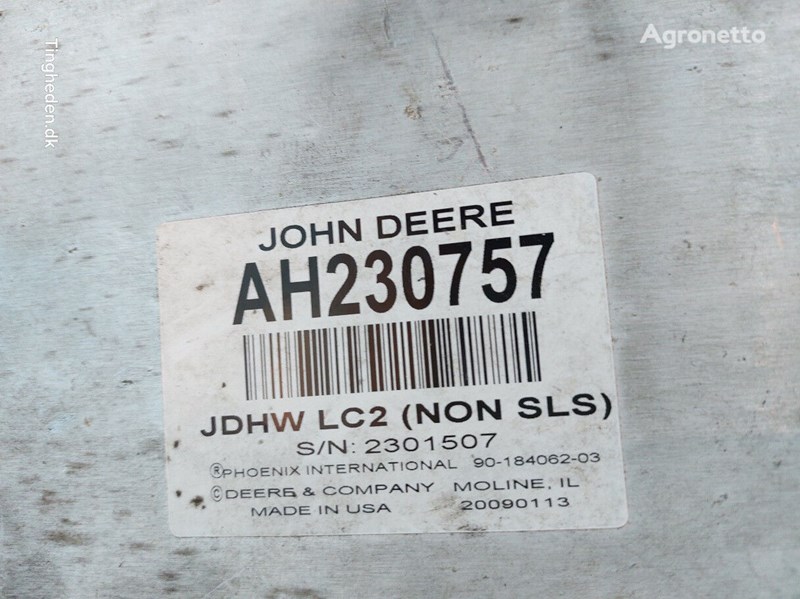 Agronetto
Tingheden.dk
JOHN DEERE
AH230757
JDHW LC2 (NON SLS)
S/N: 2301507
®PHOENIX INTERNATIONAL 90-184062-03
©DEERE & COMPANY MOLINE, IL
MADE IN USA 20090113